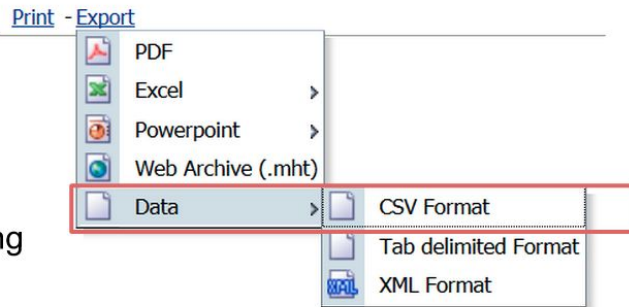 Print - Export
PDF
Excel
Powerpoint
Web Archive (.mht)
Data
CSV Format
Tab delimited Format
XML Format